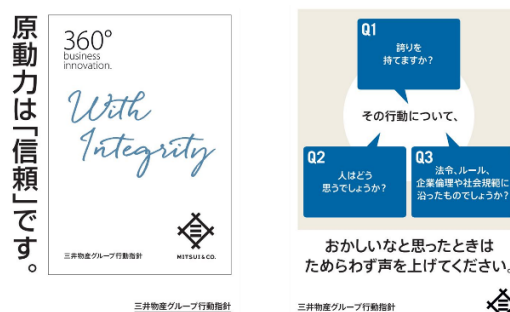 原動力は「信頼」です。
360°
business
innovation.
With
Integrity
三井物産グループ行動指針
MITSUI & CO.
三井物産グループ行動指針
Q1
誇りを
持てますか？
その行動について、
Q2
人はどう
思うでしょうか？
Q3
法令、ルール、
企業倫理や社会規範に
沿ったものでしょうか？
おかしいなと思ったときは
ためらわず声を上げてください。
三井物産グループ行動指針